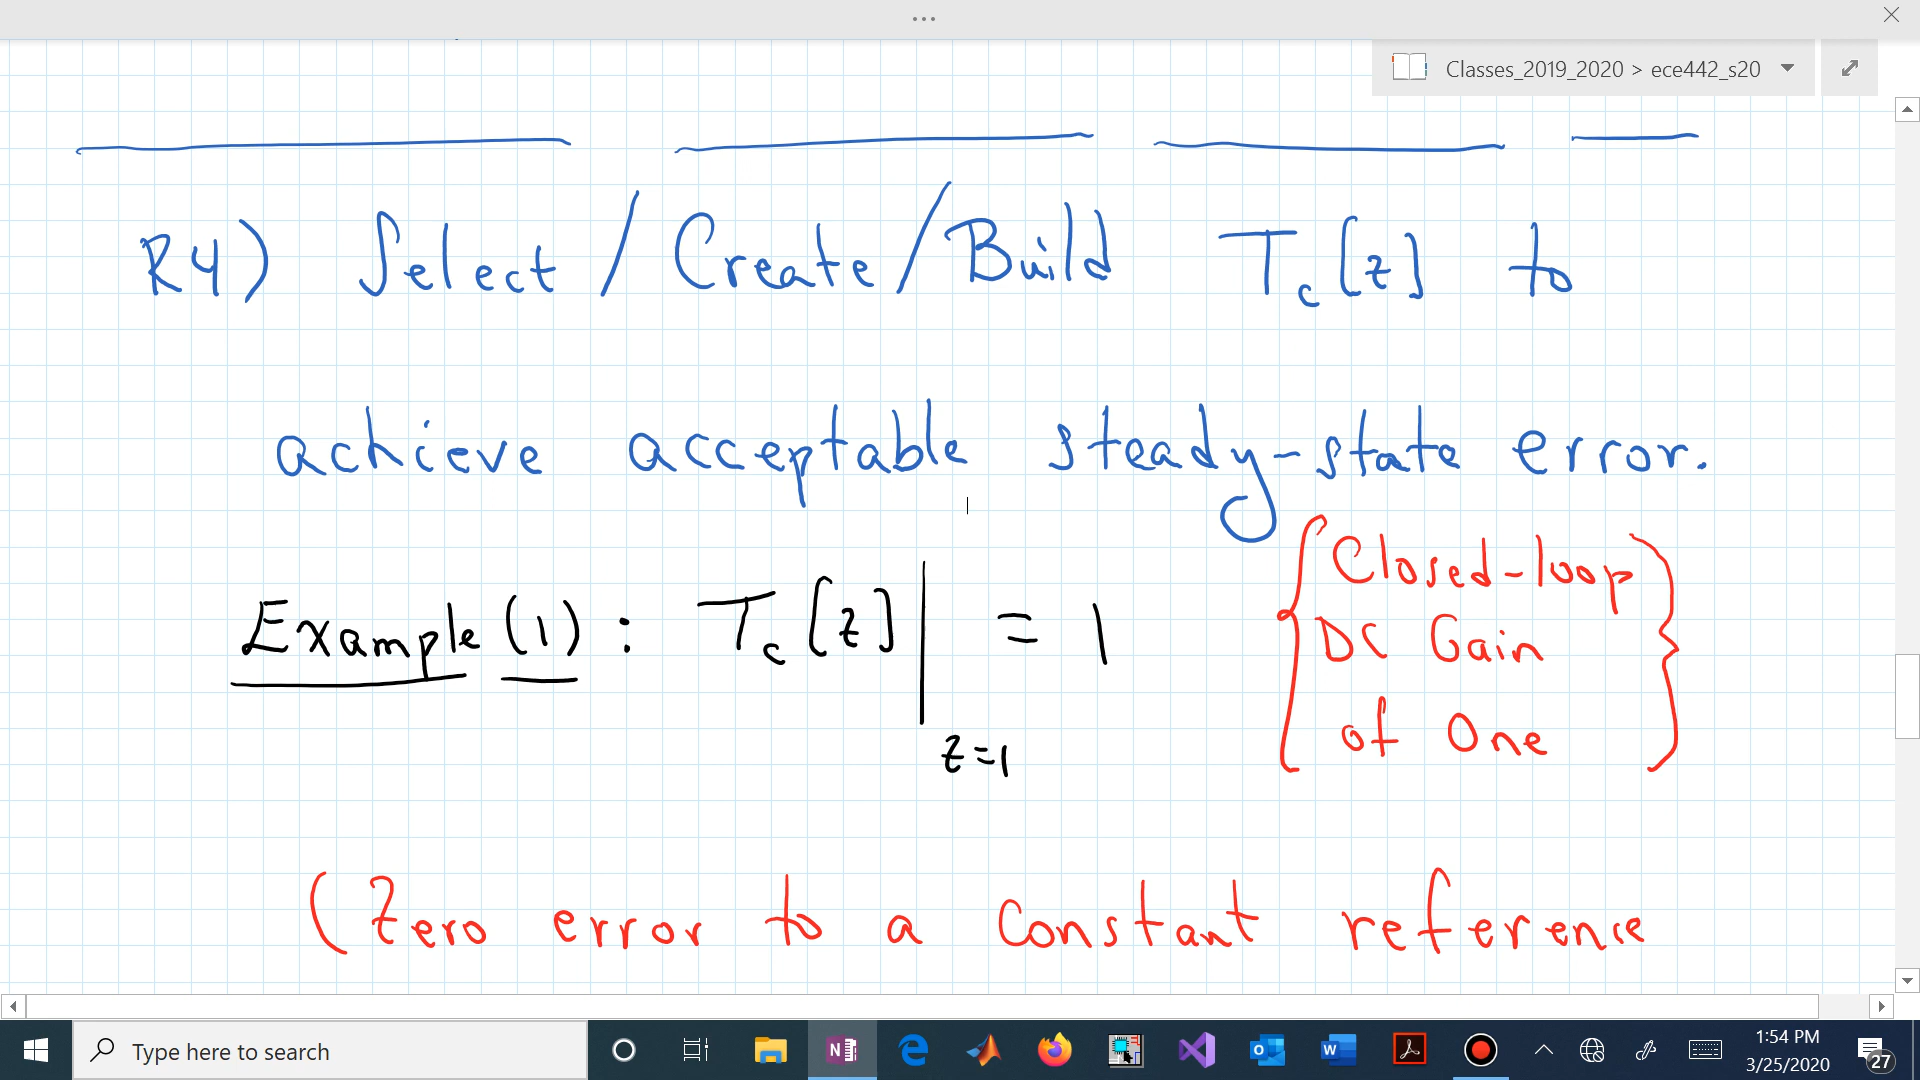 Classes_2019_2020 > ece442_s20
R4) Select / Create / Build T_c[z] to
achieve acceptable steady-state error.
Example (1): T_c[z] | = 1
z=1
{Closed-loop
DC Gain
of One}
(Zero error to a constant reference
Type here to search
1:54 PM
3/25/2020
27